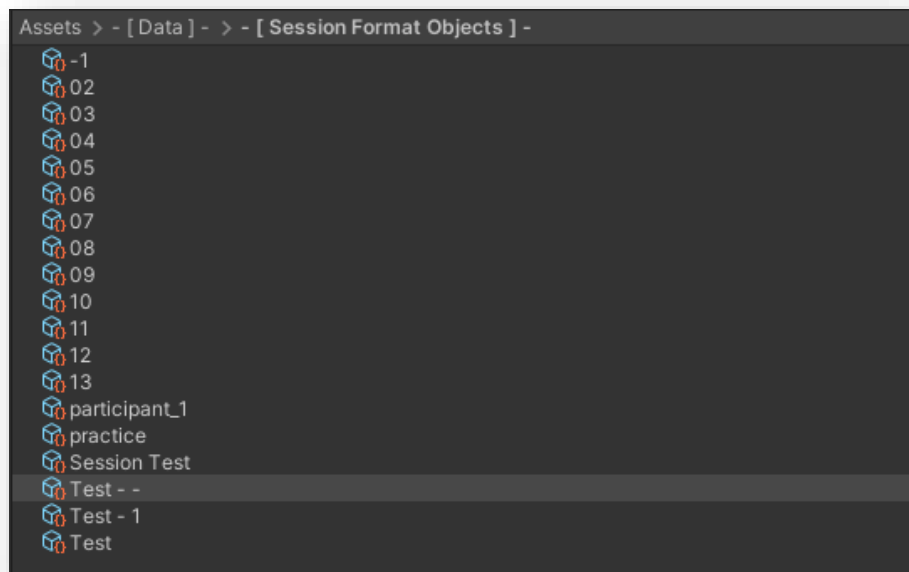 Assets > - [ Data ] - > - [ Session Format Objects ] -
-1
02
03
04
05
06
07
08
09
10
11
12
13
participant_1
practice
Session Test
Test - -
Test - 1
Test